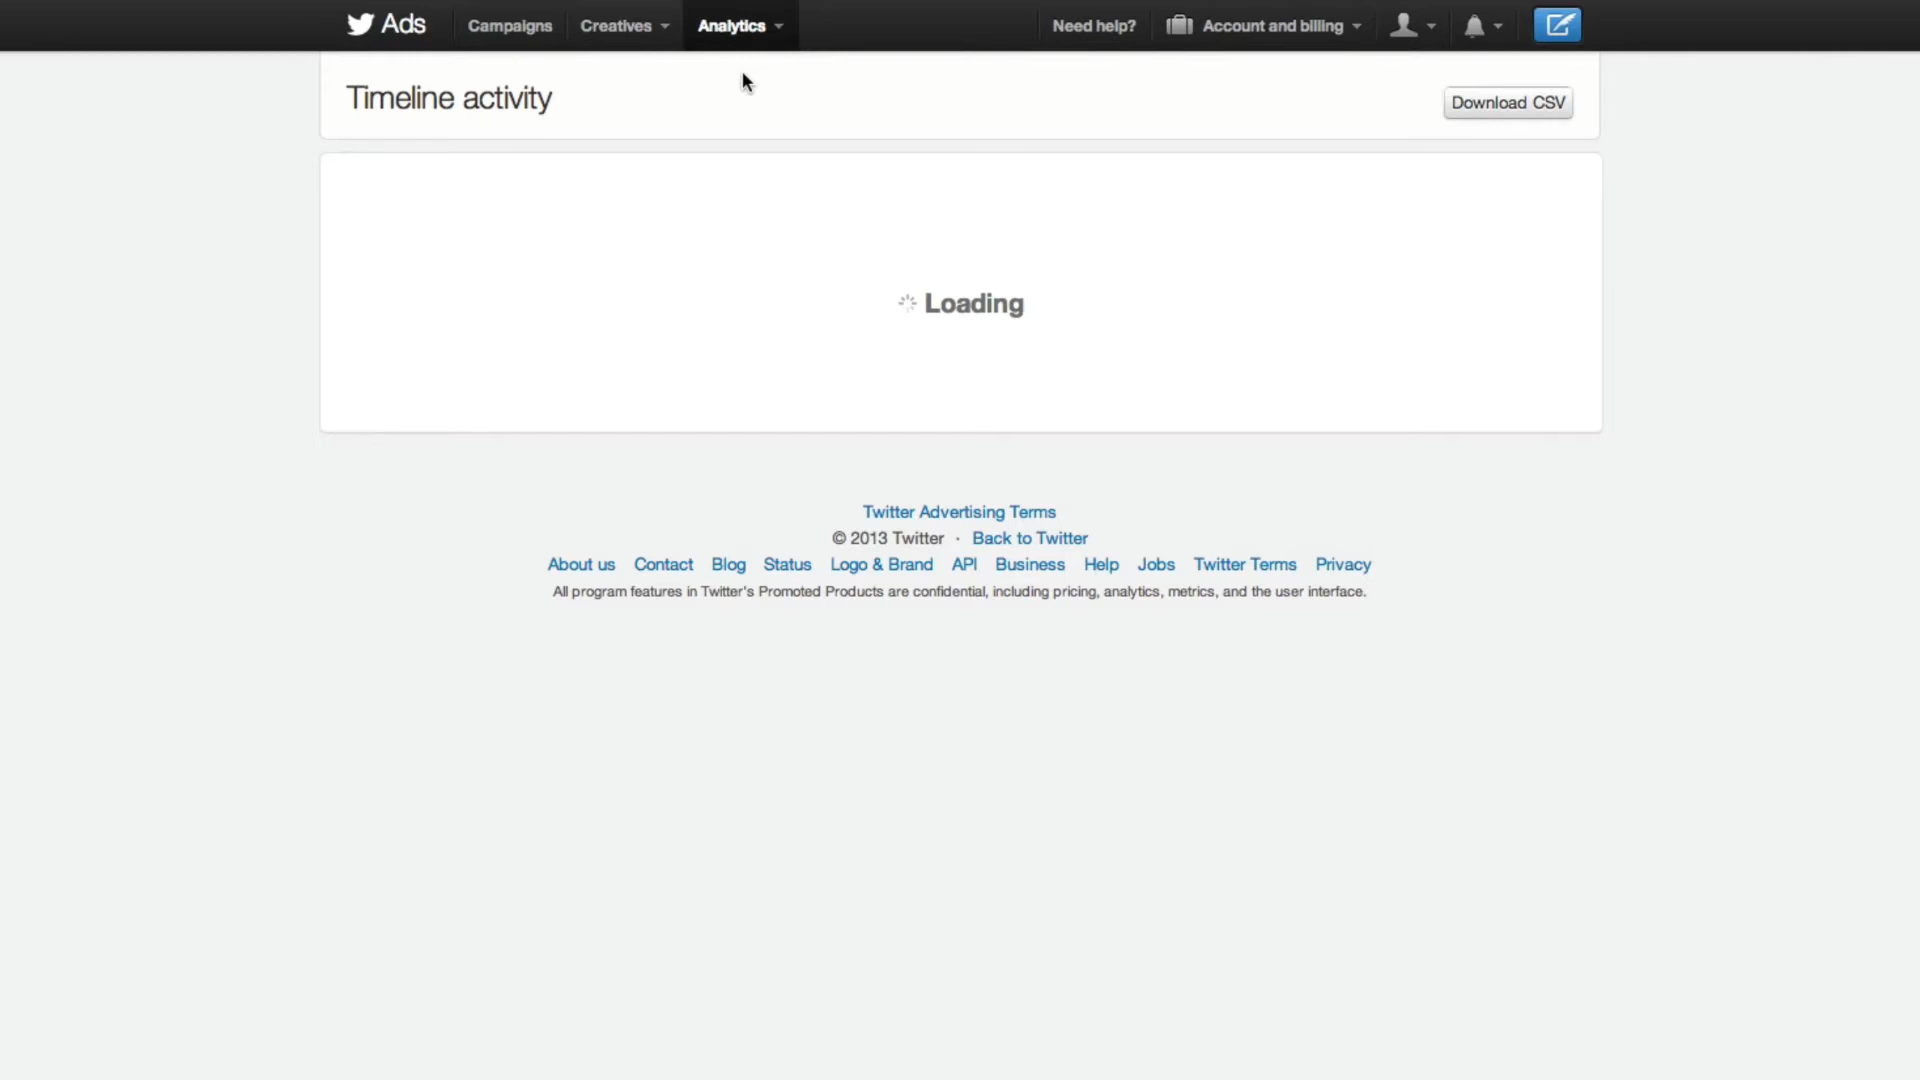 Ads Campaigns Creatives Analytics Need help? Account and billing
Timeline activity
Download CSV
Loading
Twitter Advertising Terms
© 2013 Twitter · Back to Twitter
About us Contact Blog Status Logo & Brand API Business Help Jobs Twitter Terms Privacy
All program features in Twitter's Promoted Products are confidential, including pricing, analytics, metrics, and the user interface.